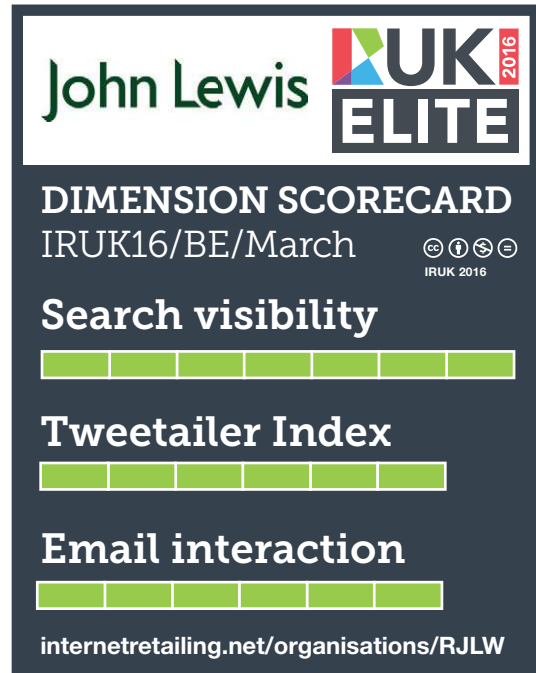 John Lewis
RUK 2016
ELITE
DIMENSION SCORECARD
IRUK16/BE/March
IRUK 2016
Search visibility
Tweetailer Index
Email interaction
internetretailing.net/organisations/RJLW